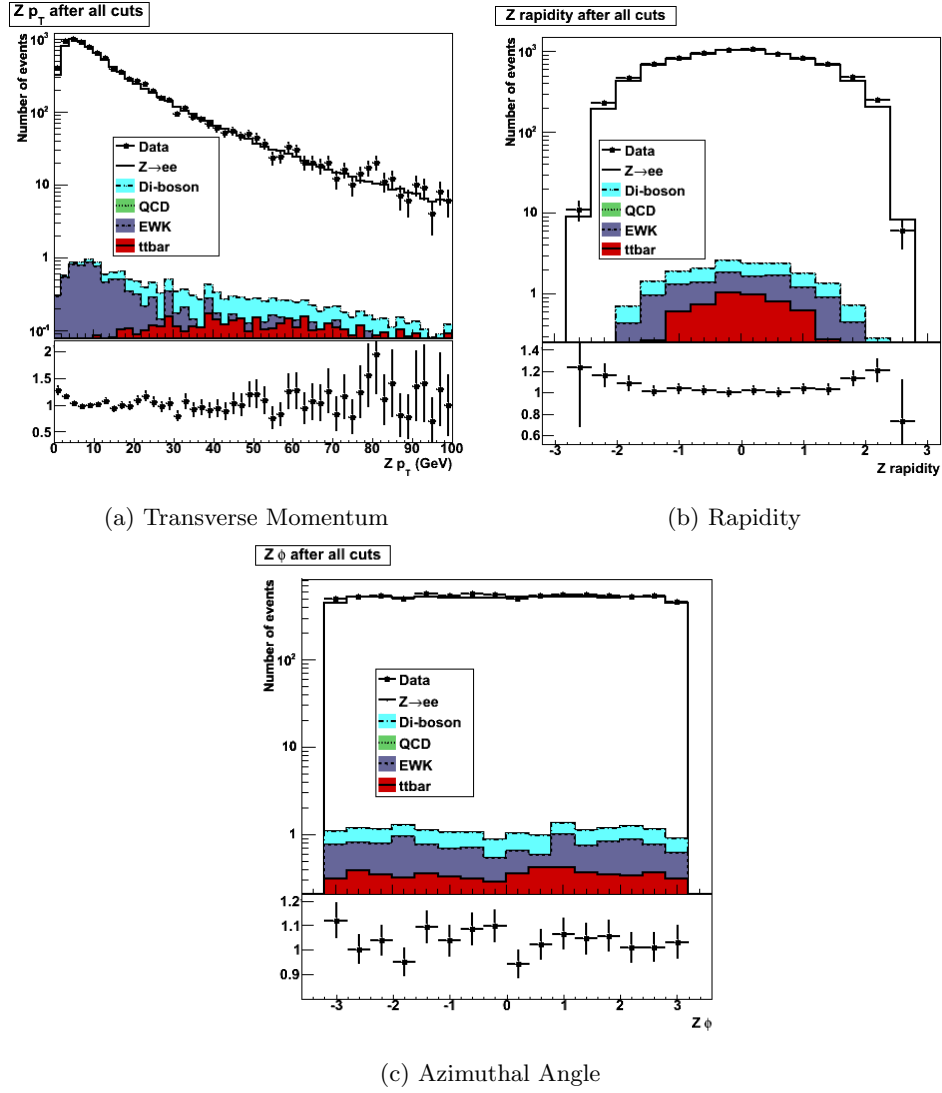 Z p_T after all cuts
Number of events
10³
10²
10
1
10⁻¹
Data
Z→ee
Di-boson
QCD
EWK
ttbar
2
1.5
1
0.5
0 10 20 30 40 50 60 70 80 90 100
Z p_T (GeV)
(a) Transverse Momentum
Z rapidity after all cuts
Number of events
10³
10²
10
1
Data
Z→ee
Di-boson
QCD
EWK
ttbar
1.4
1.2
1
0.8
0.6
-3 -2 -1 0 1 2 3
Z rapidity
(b) Rapidity
Z ϕ after all cuts
Number of events
10²
10
1
Data
Z→ee
Di-boson
QCD
EWK
ttbar
1.2
1.1
1
0.9
-3 -2 -1 0 1 2 3
Z ϕ
(c) Azimuthal Angle